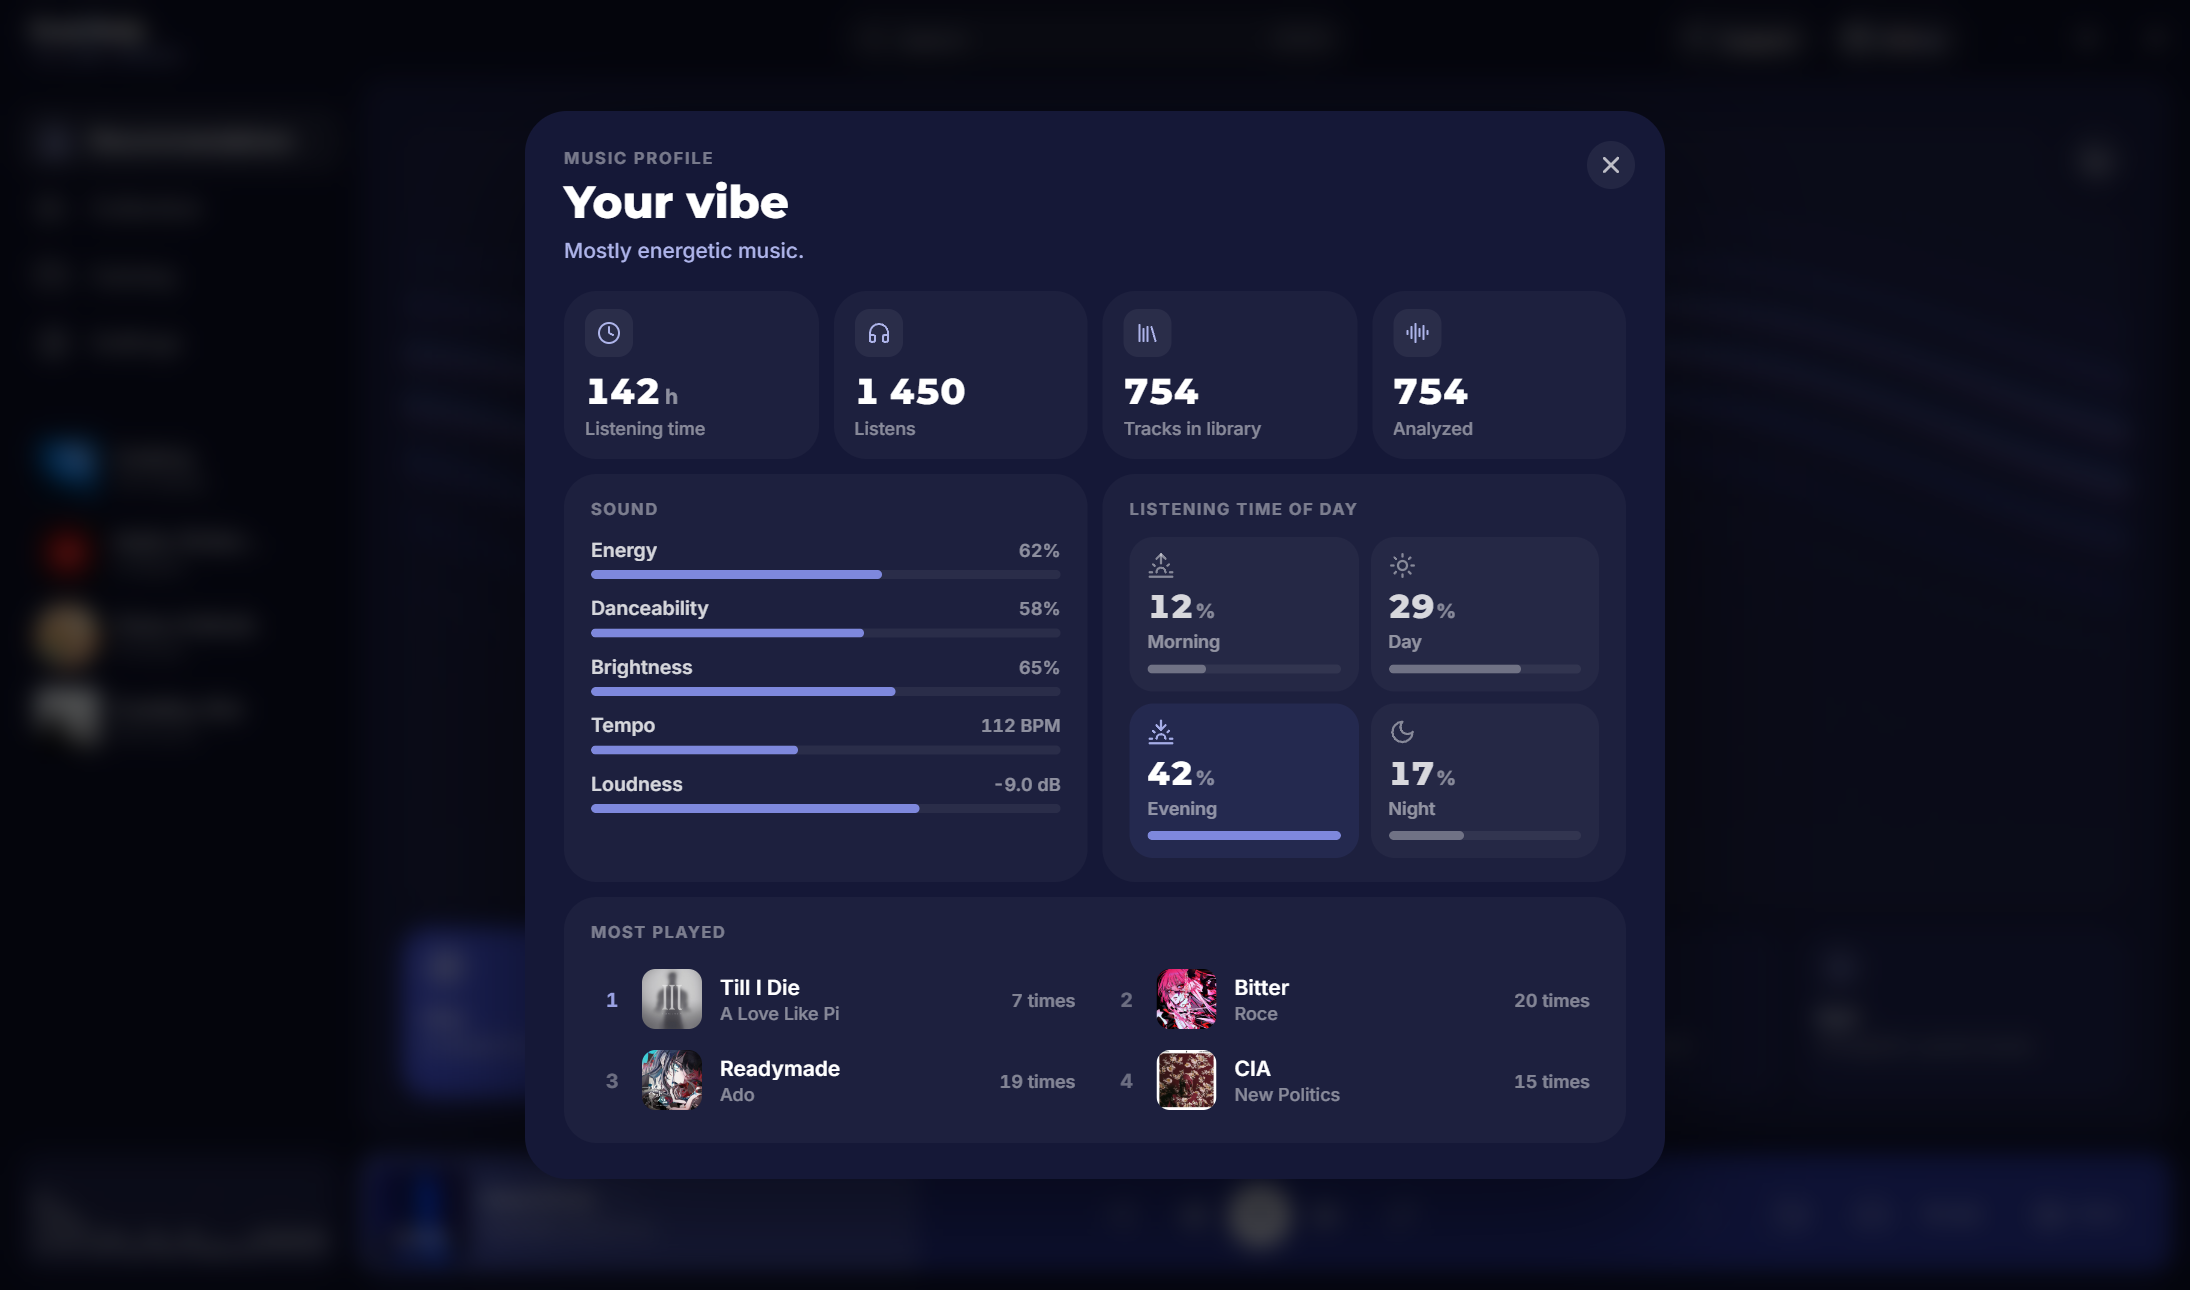 MUSIC PROFILE
Your vibe
Mostly energetic music.
142 h
Listening time
1 450
Listens
754
Tracks in library
754
Analyzed
SOUND
Energy 62%
Danceability 58%
Brightness 65%
Tempo 112 BPM
Loudness -9.0 dB
LISTENING TIME OF DAY
12%
Morning
29%
Day
42%
Evening
17%
Night
MOST PLAYED
1 Till I Die 7 times
A Love Like Pi
2 Bitter 20 times
Roce
3 Readymade 19 times
Ado
4 CIA 15 times
New Politics